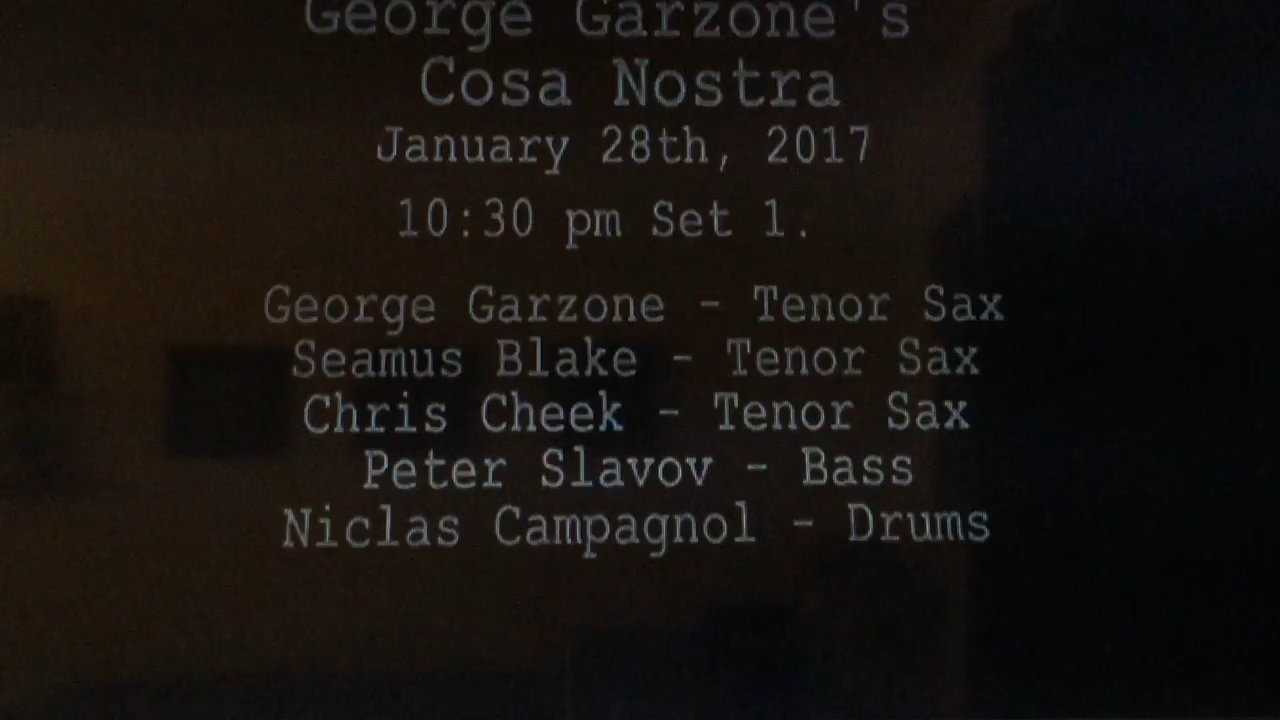 George Garzone's
Cosa Nostra
January 28th, 2017
10:30 pm Set 1.
George Garzone - Tenor Sax
Seamus Blake - Tenor Sax
Chris Cheek - Tenor Sax
Peter Slavov - Bass
Niclas Campagnol - Drums